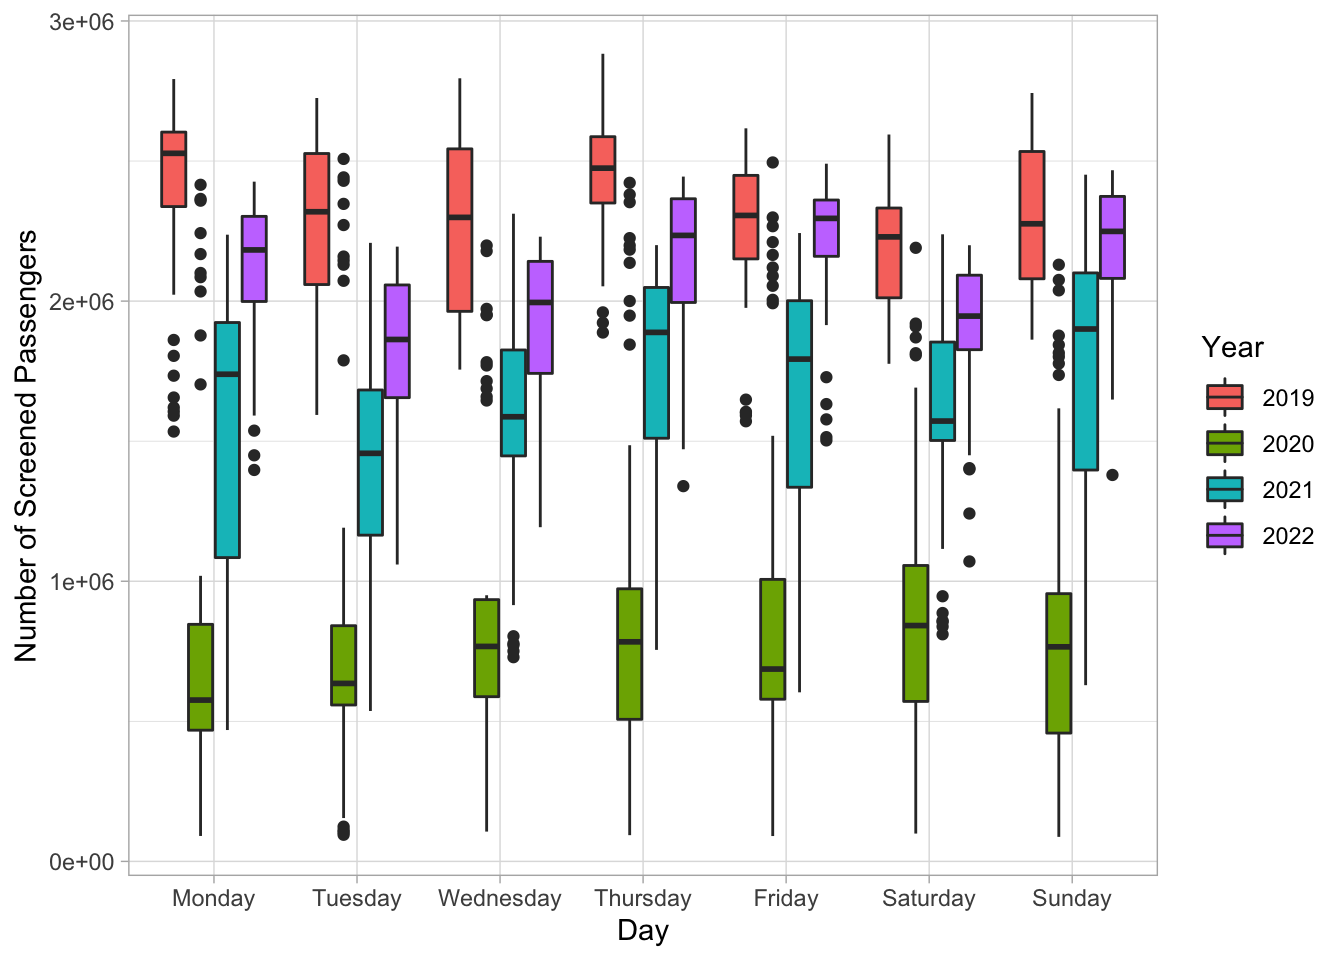 3e+06
2e+06
1e+06
0e+00
Number of Screened Passengers
Monday Tuesday Wednesday Thursday Friday Saturday Sunday
Day
Year
2019
2020
2021
2022